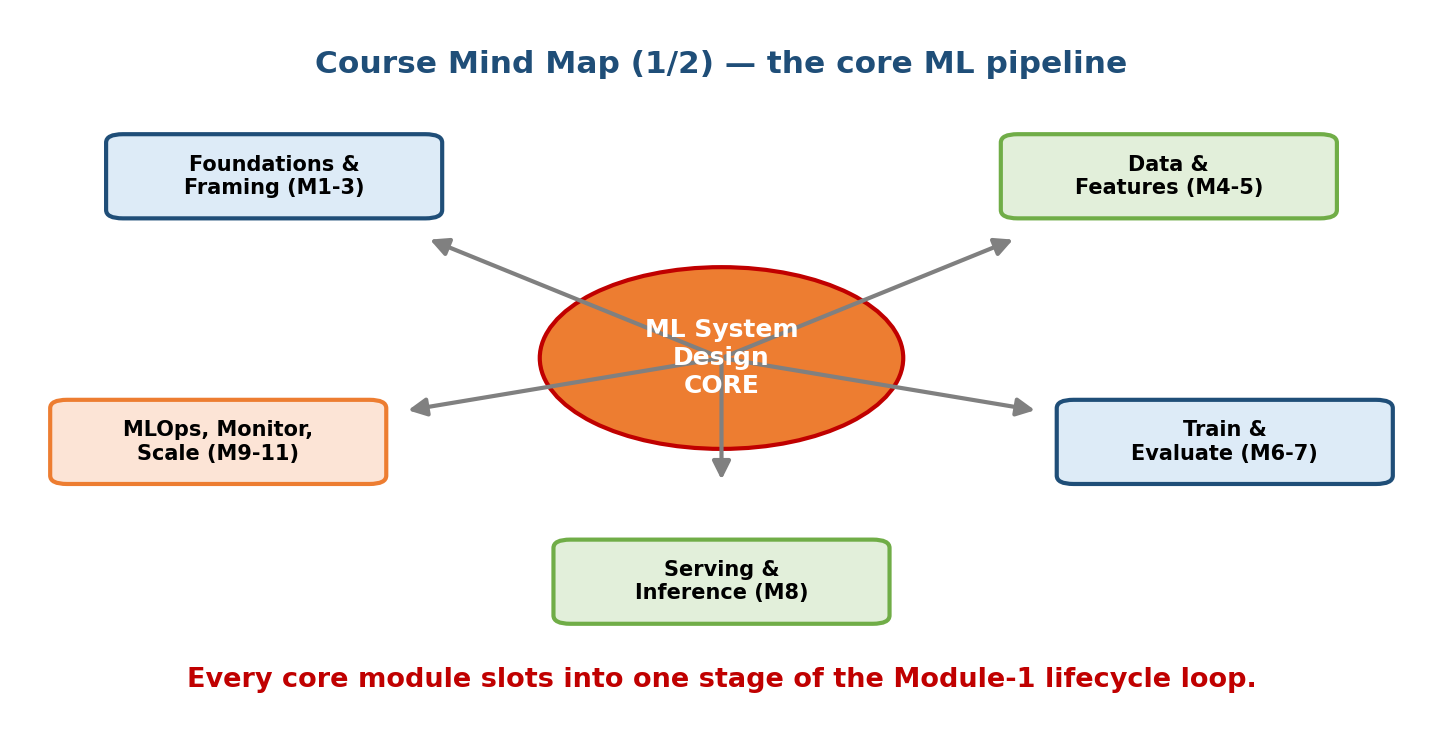 Course Mind Map (1/2) — the core ML pipeline
Foundations &
Framing (M1-3)
Data &
Features (M4-5)
ML System
Design
CORE
MLOps, Monitor,
Scale (M9-11)
Train &
Evaluate (M6-7)
Serving &
Inference (M8)
Every core module slots into one stage of the Module-1 lifecycle loop.